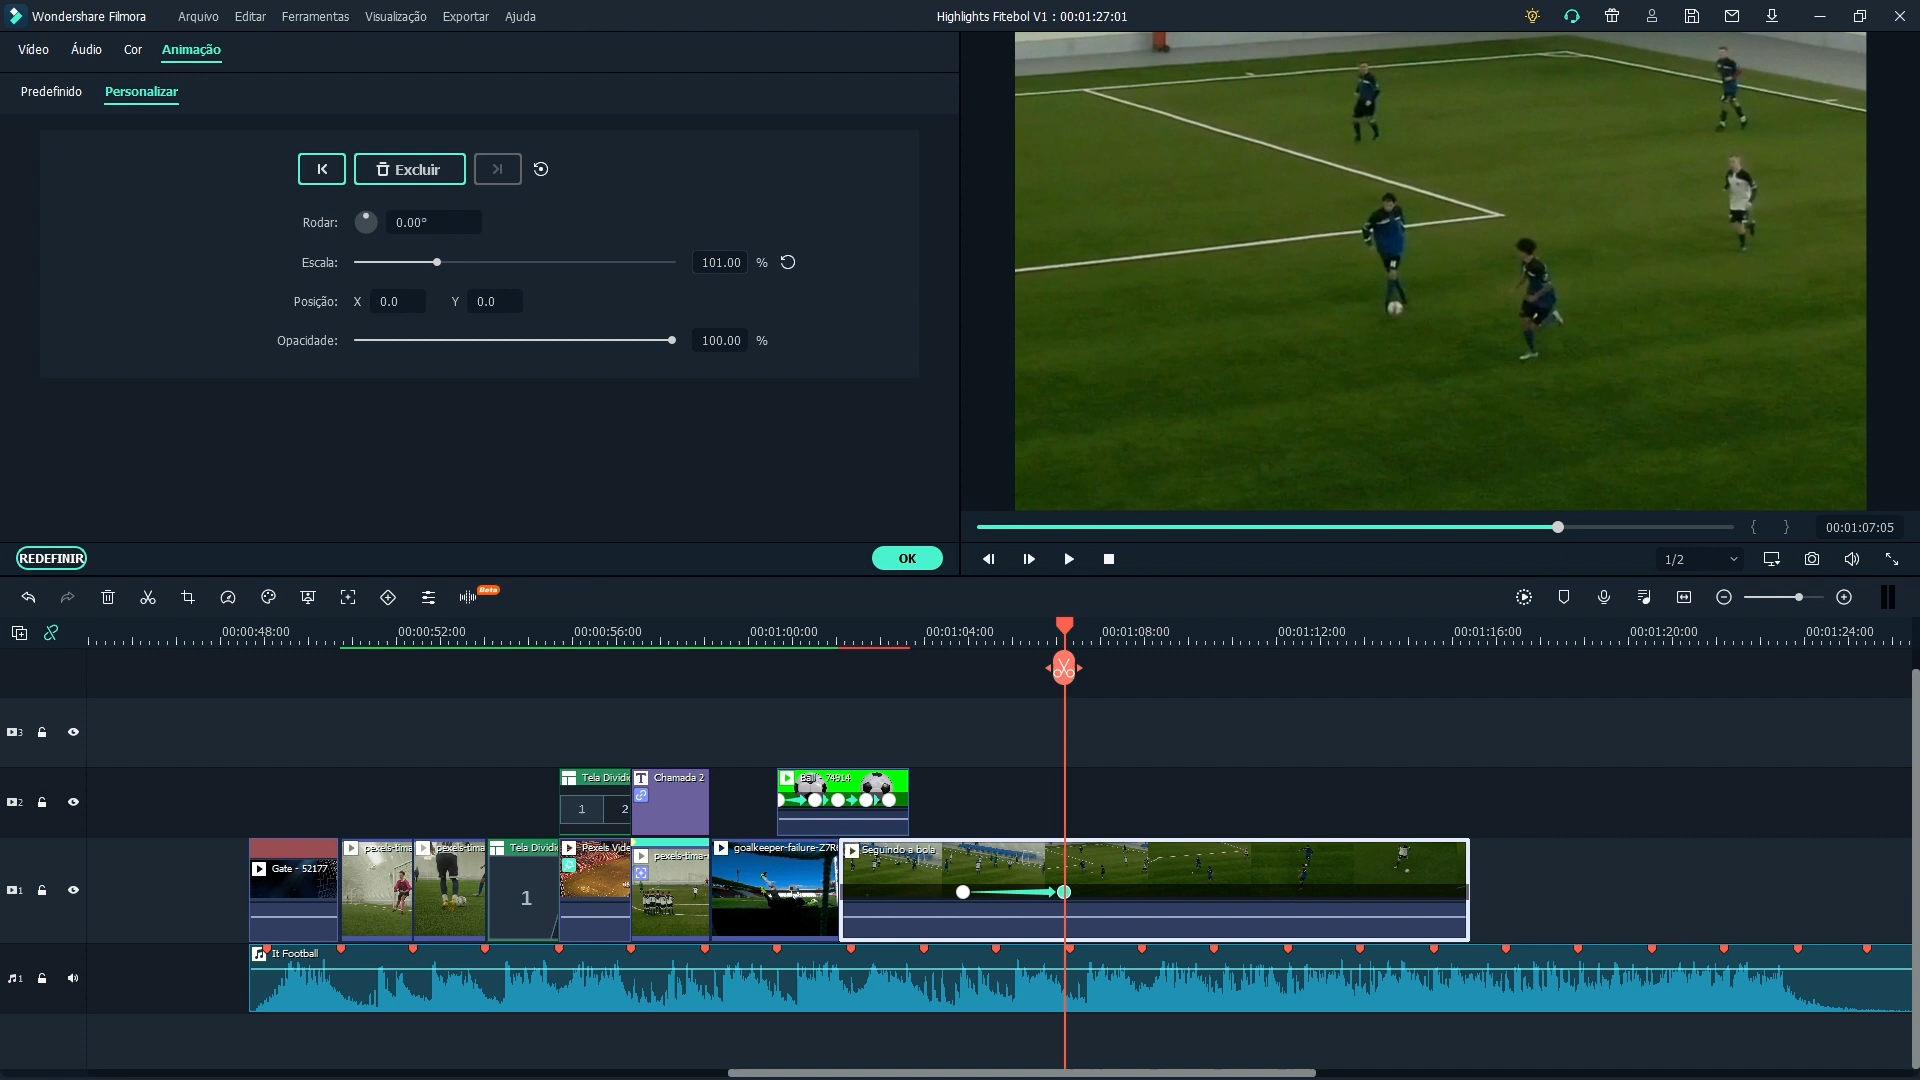 Wondershare Filmora Arquivo Editar Ferramentas Visualização Exportar Ajuda Highlights Fitebol V1 : 00:01:27:01
Vídeo Áudio Cor Animação
Predefinido Personalizar
Excluir
Rodar: 0.00°
Escala: 101.00 %
Posição: X 0.0 Y 0.0
Opacidade: 100.00 %
{ } 00:01:07:05
REDEFINIR OK
1/2
Beta
00:00:48:00 00:00:52:00 00:00:56:00 00:01:00:00 00:01:04:00 00:01:08:00 00:01:12:00 00:01:16:00 00:01:20:00 00:01:24:00
3
2
Tela Dividi
1 2
T Chamada 2
Ball - 74914
1
Gate - 52177
pexels-tima
pexels-tima
Tela Dividi
1
Pexels Vide
pexels-tima-
goalkeeper-failure-Z7R
Seguindo a bola
1
It Football